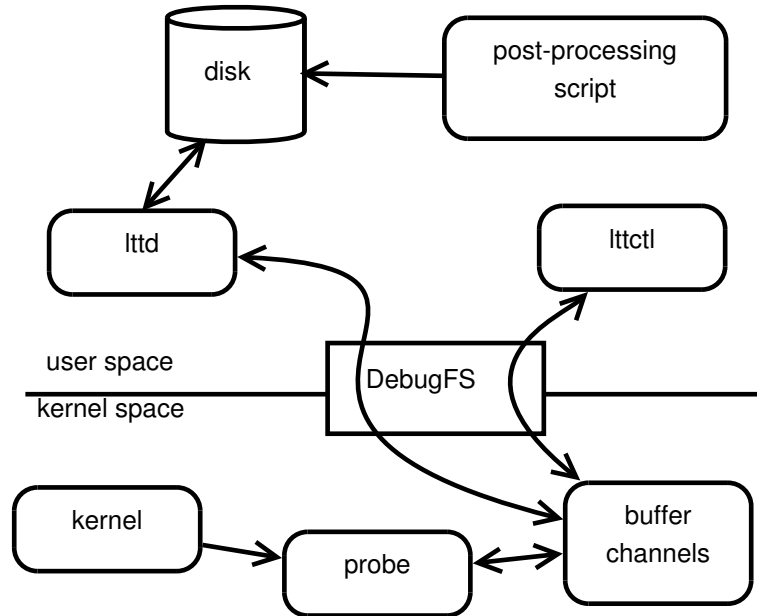 disk
post-processing
script
lttd
lttctl
user space
DebugFS
kernel space
kernel
probe
buffer
channels